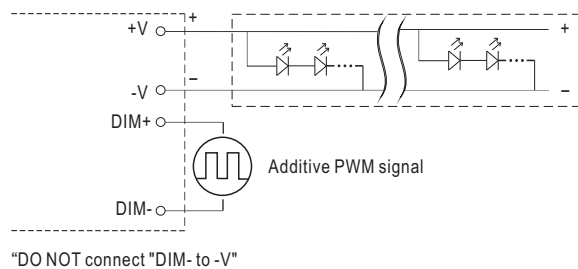 +V
+
-V
−
DIM+
DIM-
+
−
Additive PWM signal
“DO NOT connect "DIM- to -V"